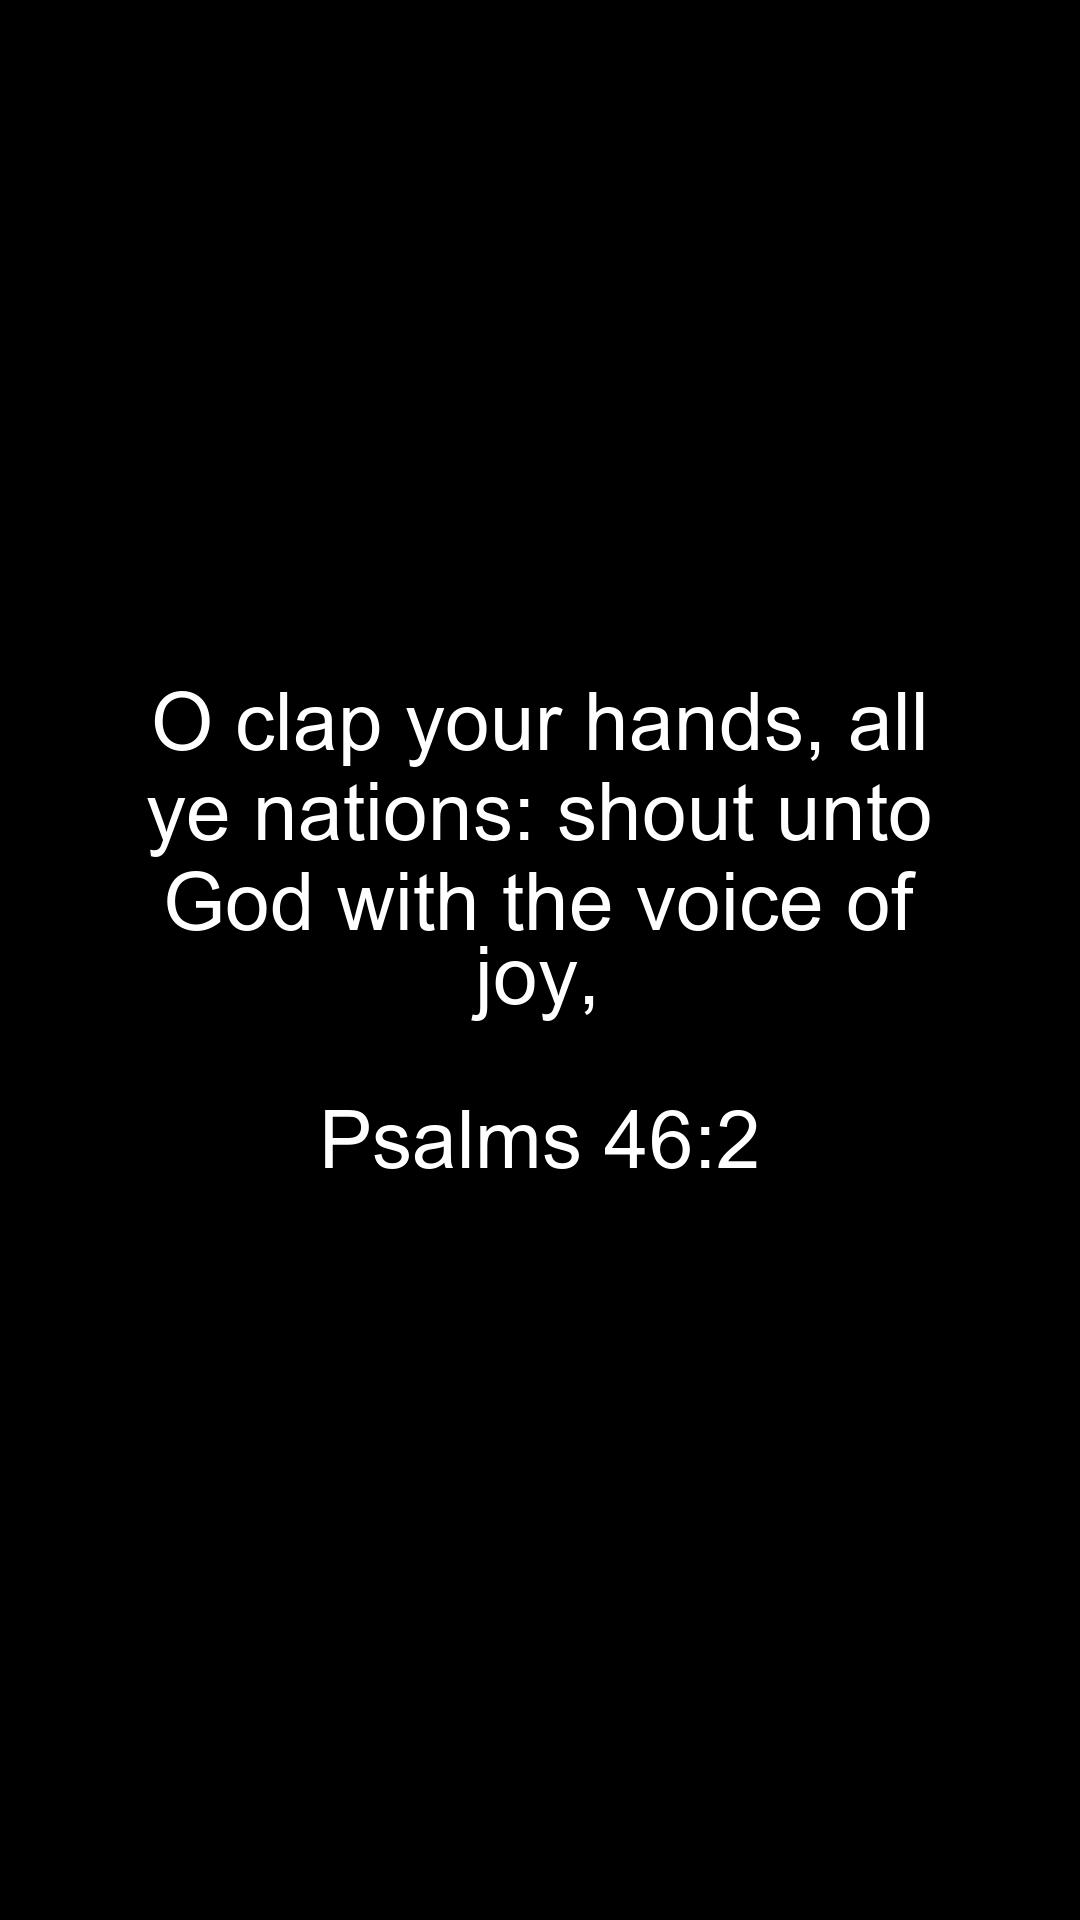 O clap your hands, all
ye nations: shout unto
God with the voice of
joy,
Psalms 46:2